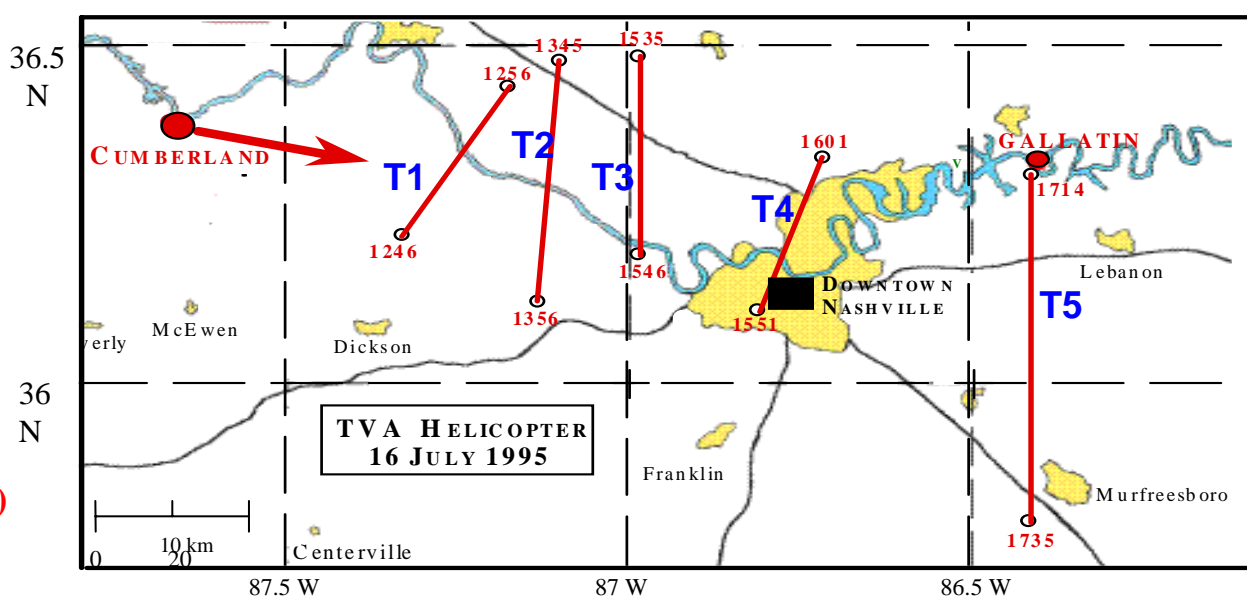 36.5
N
1345
1535
1256
T2
1601
GALLATIN
CUMBERLAND
T1
T3
v
1714
T4
1246
1546
Lebanon
DOWNTOWN
NASHVILLE
T5
1356
1551
McEwen
verly
Dickson
36
N
TVA HELICOPTER
16 JULY 1995
Franklin
Murfreesboro
)
10 km
0 20
Centerville
1735
87.5 W
87 W
86.5 W